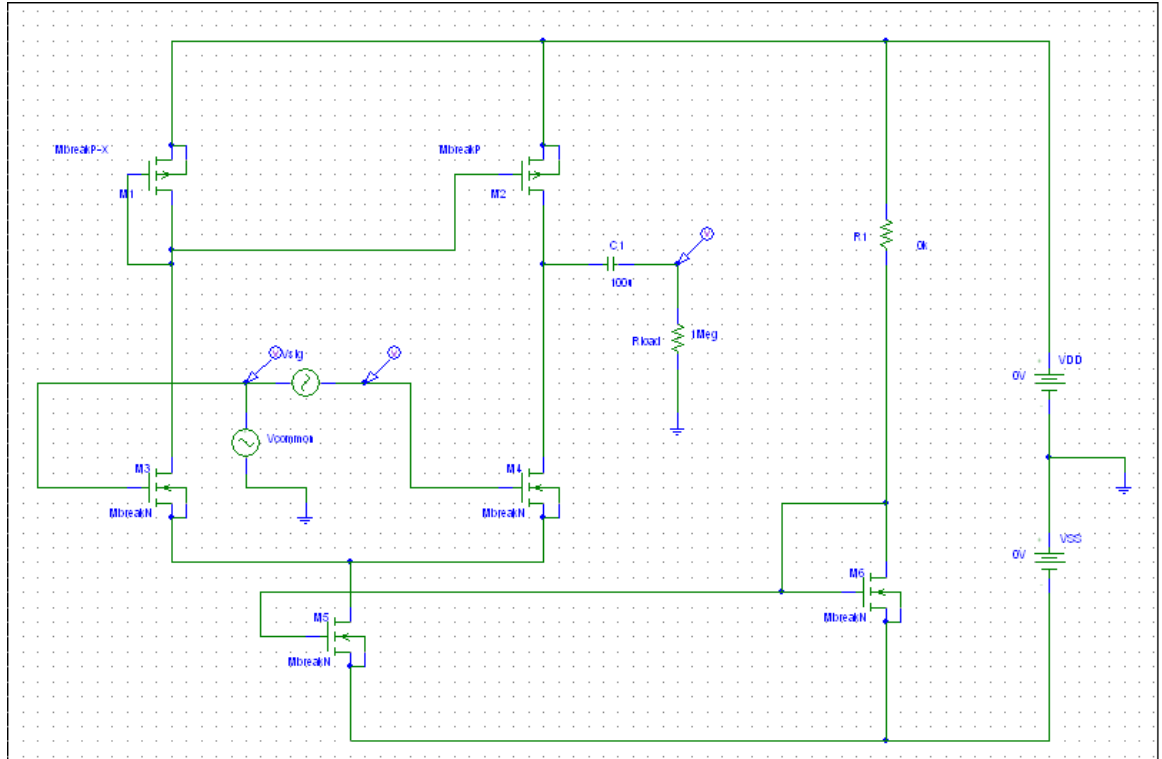 MbreakP-X
MbreakP
M1
M2
R1
0k
C1
100u
Rload
1Meg
Vsig
VDD
0V
Vcommon
M3
M4
MbreakN
MbreakN
VSS
0V
M6
M5
MbreakN
MbreakN